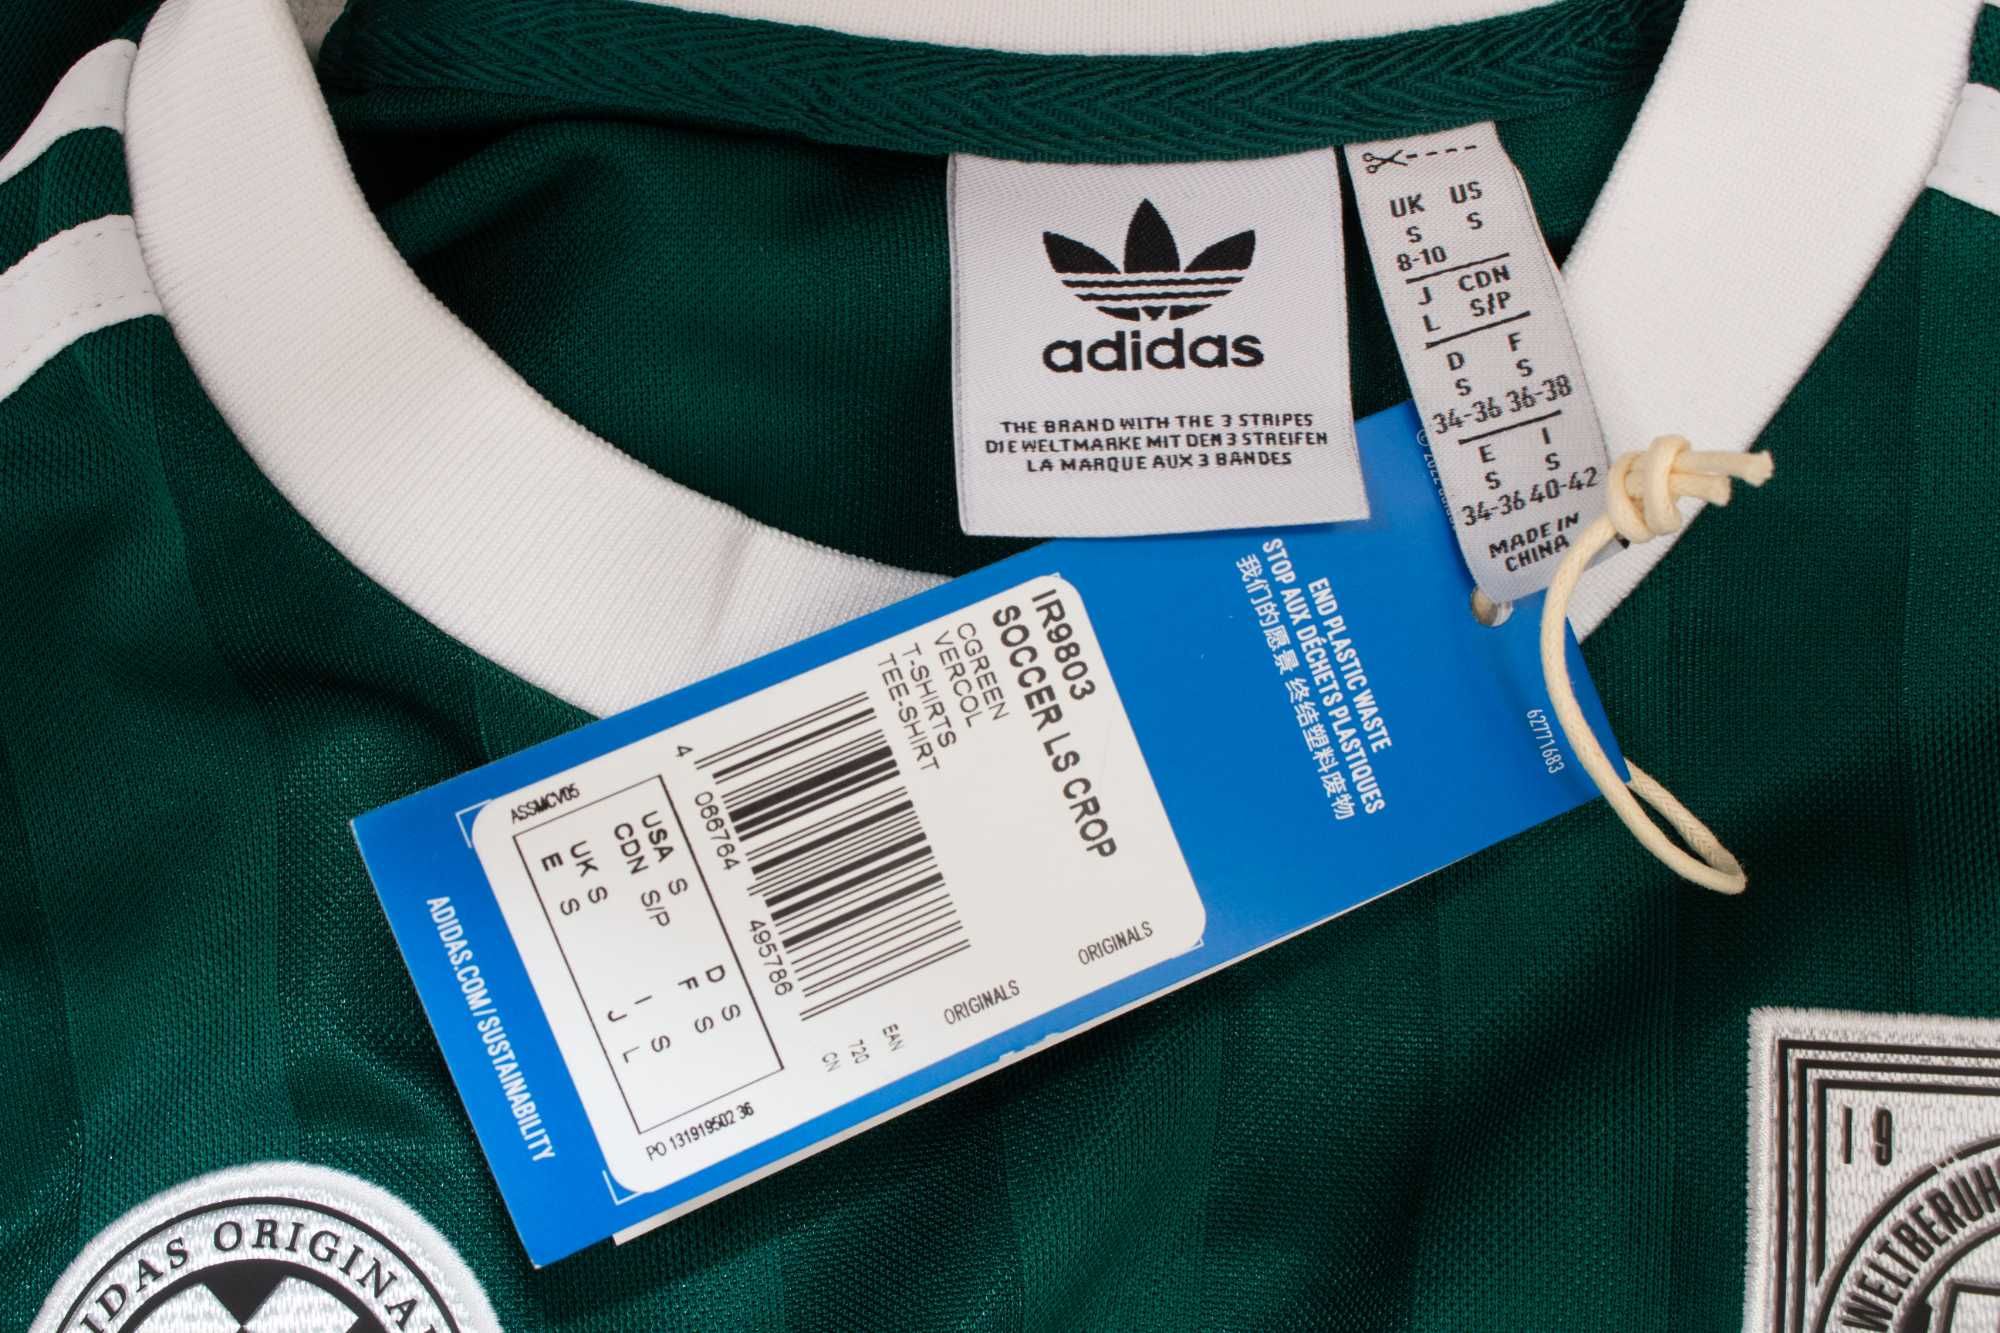 adidas
THE BRAND WITH THE 3 STRIPES
DIE WELTMARKE MIT DEN 3 STREIFEN
LA MARQUE AUX 3 BANDES
UK US
S S
8-10
J CDN
L S/P
D F
S S
34-36 36-38
E I
S S
34-36 40-42
MADE IN
CHINA
END PLASTIC WASTE
STOP AUX DÉCHETS PLASTIQUES
我们的愿景 终结塑料废物
62771683
IR9803
SOCCER LS CROP
CGREEN
VERCOL
T-SHIRTS
TEE-SHIRT
4 066764 495786
ORIGINALS
ORIGINALS
EAN
720
CN
ASSMCV05
USA S D S
CDN S/P F S
UK S I S
E S J L
PO 131919502 36
ADIDAS.COM/SUSTAINABILITY
ORIGINA
19
WELTBERÜH